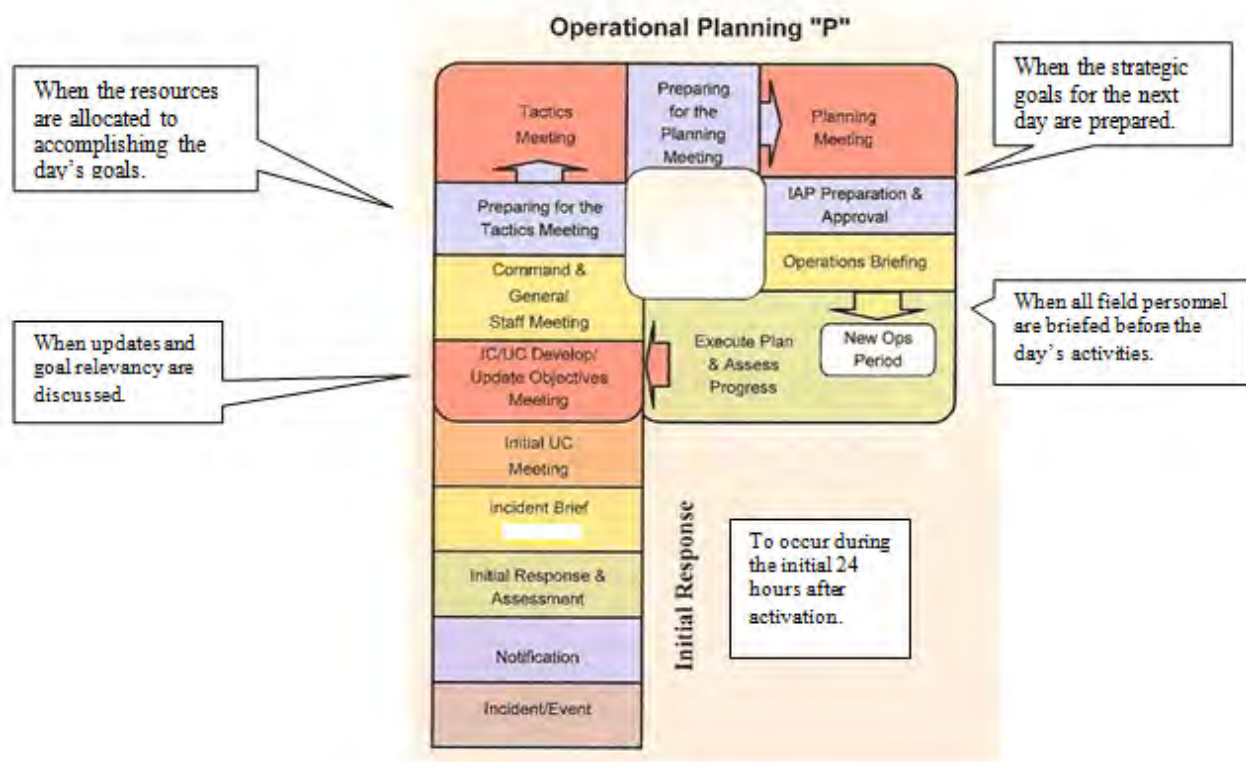 Operational Planning "P"
When the resources
are allocated to
accomplishing the
day's goals.
Tactics
Meeting
Preparing
for the
Planning
Meeting
Planning
Meeting
When the strategic
goals for the next
day are prepared.
Preparing for the
Tactics Meeting
IAP Preparation &
Approval
Command &
General
Staff Meeting
Operations Briefing
When updates and
goal relevancy are
discussed.
IC/UC Develop/
Update Objectives
Meeting
Execute Plan
& Assess
Progress
New Ops
Period
When all field personnel
are briefed before the
day's activities.
Initial UC
Meeting
Incident Brief
Initial Response &
Assessment
Notification
Incident/Event
Initial Response
To occur during
the initial 24
hours after
activation.